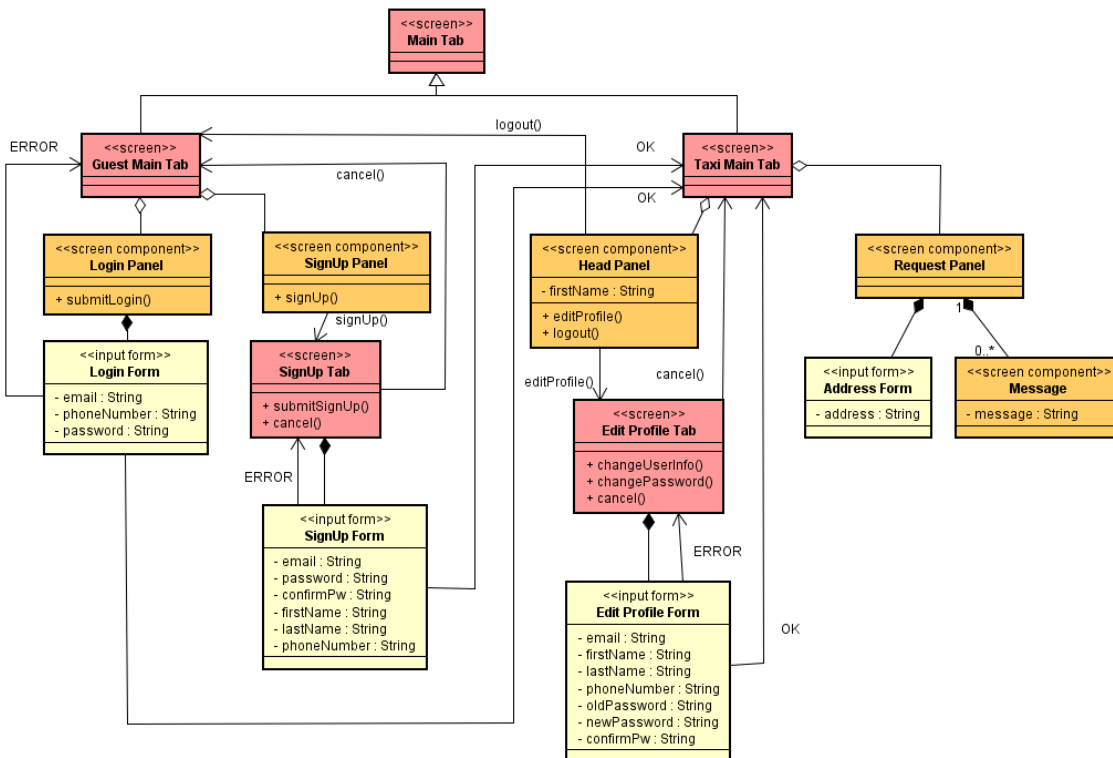 <<screen>>
Main Tab
logout()
ERROR
<<screen>>
Guest Main Tab
cancel()
OK
<<screen>>
Taxi Main Tab
OK
<<screen component>>
Login Panel
+ submitLogin()
<<screen component>>
SignUp Panel
+ signUp()
signUp()
<<screen component>>
Head Panel
- firstName : String
+ editProfile()
+ logout()
<<screen component>>
Request Panel
1
0..*
<<input form>>
Login Form
- email : String
- phoneNumber : String
- password : String
<<screen>>
SignUp Tab
+ submitSignUp()
+ cancel()
editProfile()
cancel()
<<input form>>
Address Form
- address : String
<<screen component>>
Message
- message : String
<<screen>>
Edit Profile Tab
+ changeUserInfo()
+ changePassword()
+ cancel()
ERROR
<<input form>>
SignUp Form
- email : String
- password : String
- confirmPw : String
- firstName : String
- lastName : String
- phoneNumber : String
ERROR
<<input form>>
Edit Profile Form
- email : String
- firstName : String
- lastName : String
- phoneNumber : String
- oldPassword : String
- newPassword : String
- confirmPw : String
OK